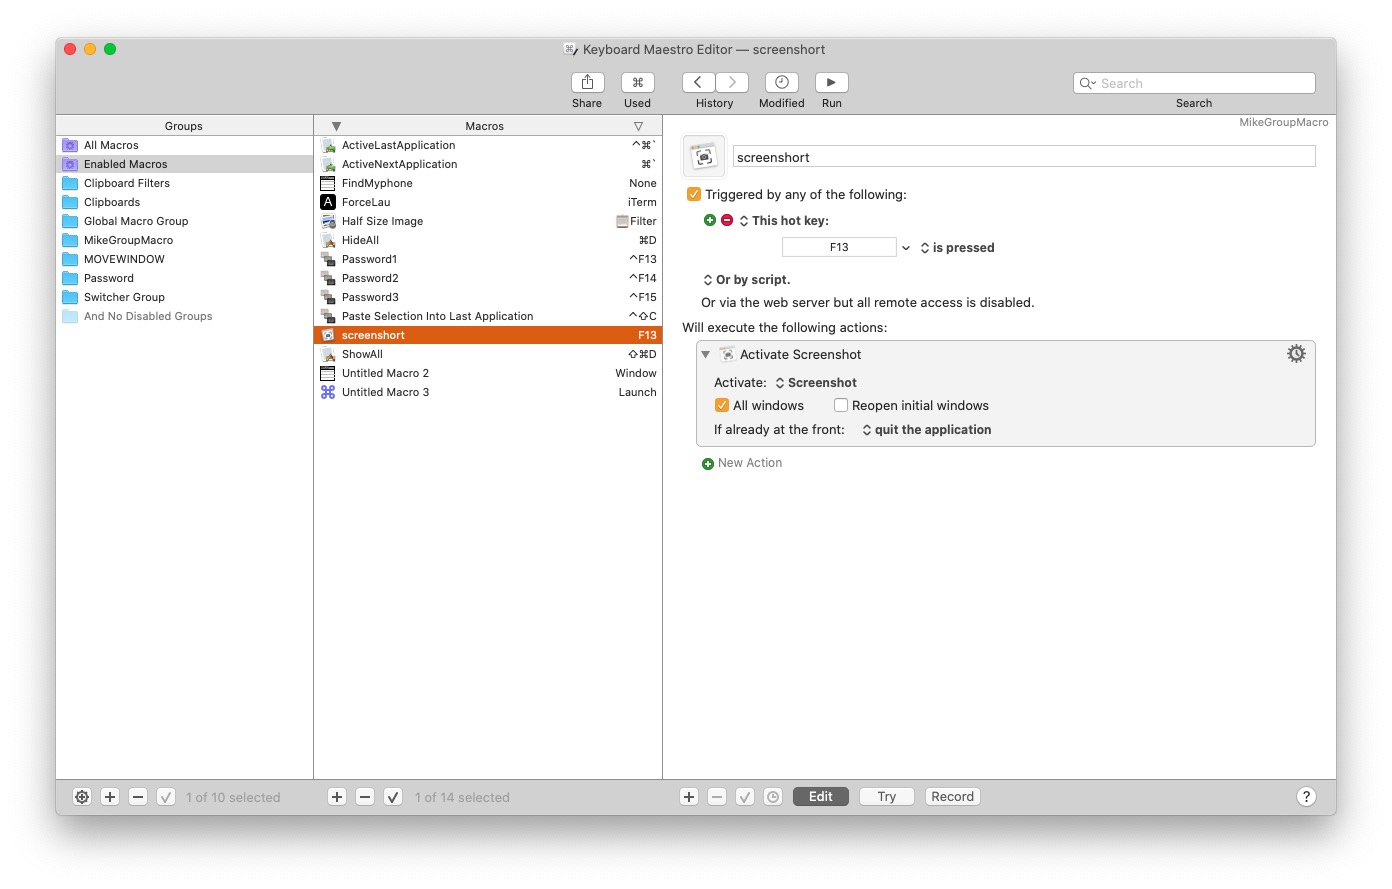 Keyboard Maestro Editor — screenshort
Share
Used
History
Modified
Run
Search
Search
Groups
All Macros
Enabled Macros
Clipboard Filters
Clipboards
Global Macro Group
MikeGroupMacro
MOVEWINDOW
Password
Switcher Group
And No Disabled Groups
Macros
ActiveLastApplication ^⌘`
ActiveNextApplication ⌘`
FindMyphone None
ForceLau iTerm
Half Size Image Filter
HideAll ⌘D
Password1 ^F13
Password2 ^F14
Password3 ^F15
Paste Selection Into Last Application ^⇧C
screenshort F13
ShowAll ⇧⌘D
Untitled Macro 2 Window
Untitled Macro 3 Launch
MikeGroupMacro
screenshort
Triggered by any of the following:
This hot key:
F13 is pressed
Or by script.
Or via the web server but all remote access is disabled.
Will execute the following actions:
Activate Screenshot
Activate: Screenshot
All windows Reopen initial windows
If already at the front: quit the application
New Action
1 of 10 selected
1 of 14 selected
Edit
Try
Record
?